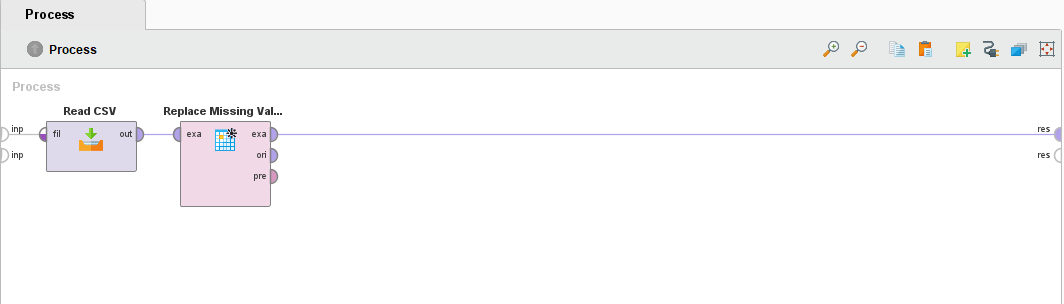 Process
Process
Process
Read CSV
Replace Missing Val...
inp
fil
out
exa
exa
res
inp
ori
res
pre